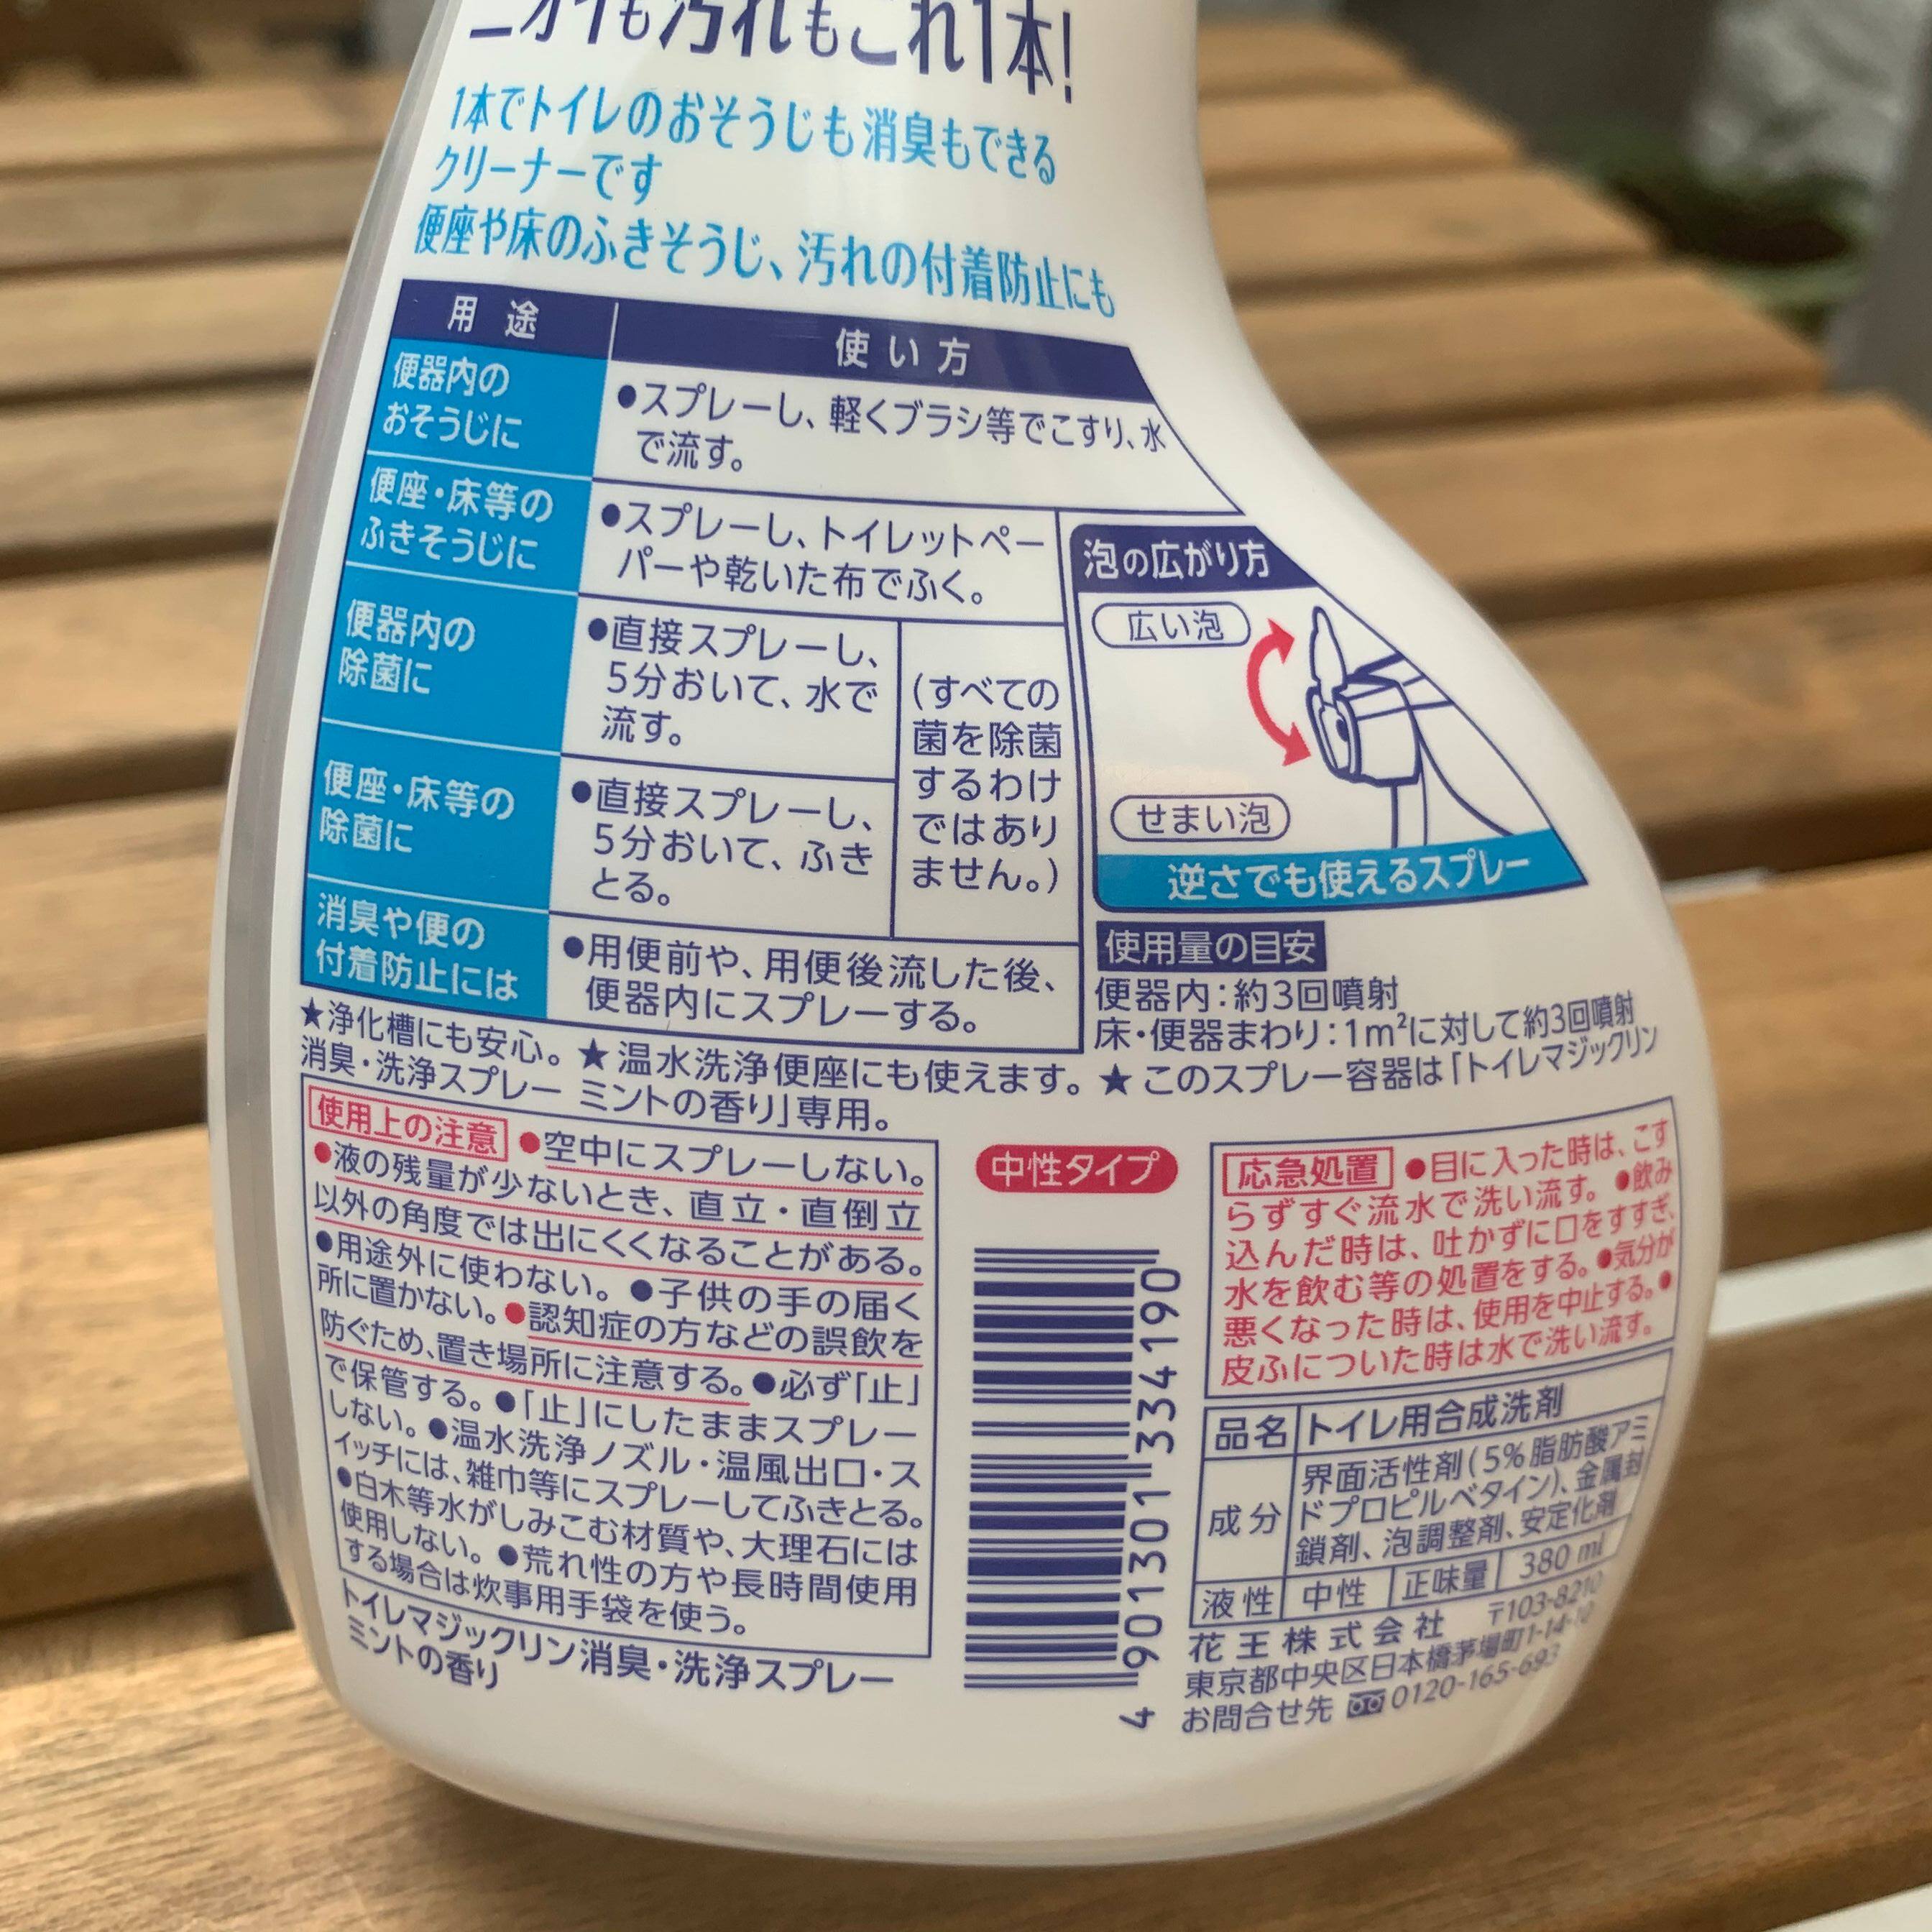 ニオイも汚れもこれ1本!
1本でトイレのおそうじも消臭もできる
クリーナーです
便座や床のふきそうじ、汚れの付着防止にも
用途
使い方
便器内の
おそうじに
●スプレーし、軽くブラシ等でこすり、水
で流す。
便座・床等の
ふきそうじに
●スプレーし、トイレットペー
パーや乾いた布でふく。
便器内の
除菌に
●直接スプレーし、
5分おいて、水で
流す。
便座・床等の
除菌に
●直接スプレーし、
5分おいて、ふき
とる。
(すべての
菌を除菌
するわけ
ではあり
ません。)
消臭や便の
付着防止には
●用便前や、用便後流した後、
便器内にスプレーする。
泡の広がり方
広い泡
せまい泡
逆さでも使えるスプレー
使用量の目安
便器内：約3回噴射
床・便器まわり：1m²に対して約3回噴射
★浄化槽にも安心。★温水洗浄便座にも使えます。★このスプレー容器は「トイレマジックリン
消臭・洗浄スプレー ミントの香り」専用。
使用上の注意 ●空中にスプレーしない。
●液の残量が少ないとき、直立・直倒立
以外の角度では出にくくなることがある。
●用途外に使わない。●子供の手の届く
所に置かない。●認知症の方などの誤飲を
防ぐため、置き場所に注意する。●必ず「止」
で保管する。●「止」にしたままスプレー
しない。●温水洗浄ノズル・温風出口・ス
イッチには、雑巾等にスプレーしてふきとる。
●白木等水がしみこむ材質や、大理石には
使用しない。●荒れ性の方や長時間使用
する場合は炊事用手袋を使う。
トイレマジックリン消臭・洗浄スプレー
ミントの香り
中性タイプ
4 901301 334190
応急処置 ●目に入った時は、こす
らずすぐ流水で洗い流す。●飲み
込んだ時は、吐かずに口をすすぎ、
水を飲む等の処置をする。●気分が
悪くなった時は、使用を中止する。●
皮ふについた時は水で洗い流す。
品名 トイレ用合成洗剤
成分 界面活性剤(5%脂肪酸アミ
ドプロピルベタイン)、金属封
鎖剤、泡調整剤、安定化剤
液性 中性 正味量 380 ml
花王株式会社 〒103-8210
東京都中央区日本橋茅場町1-14-10
お問合せ先 0120-165-693